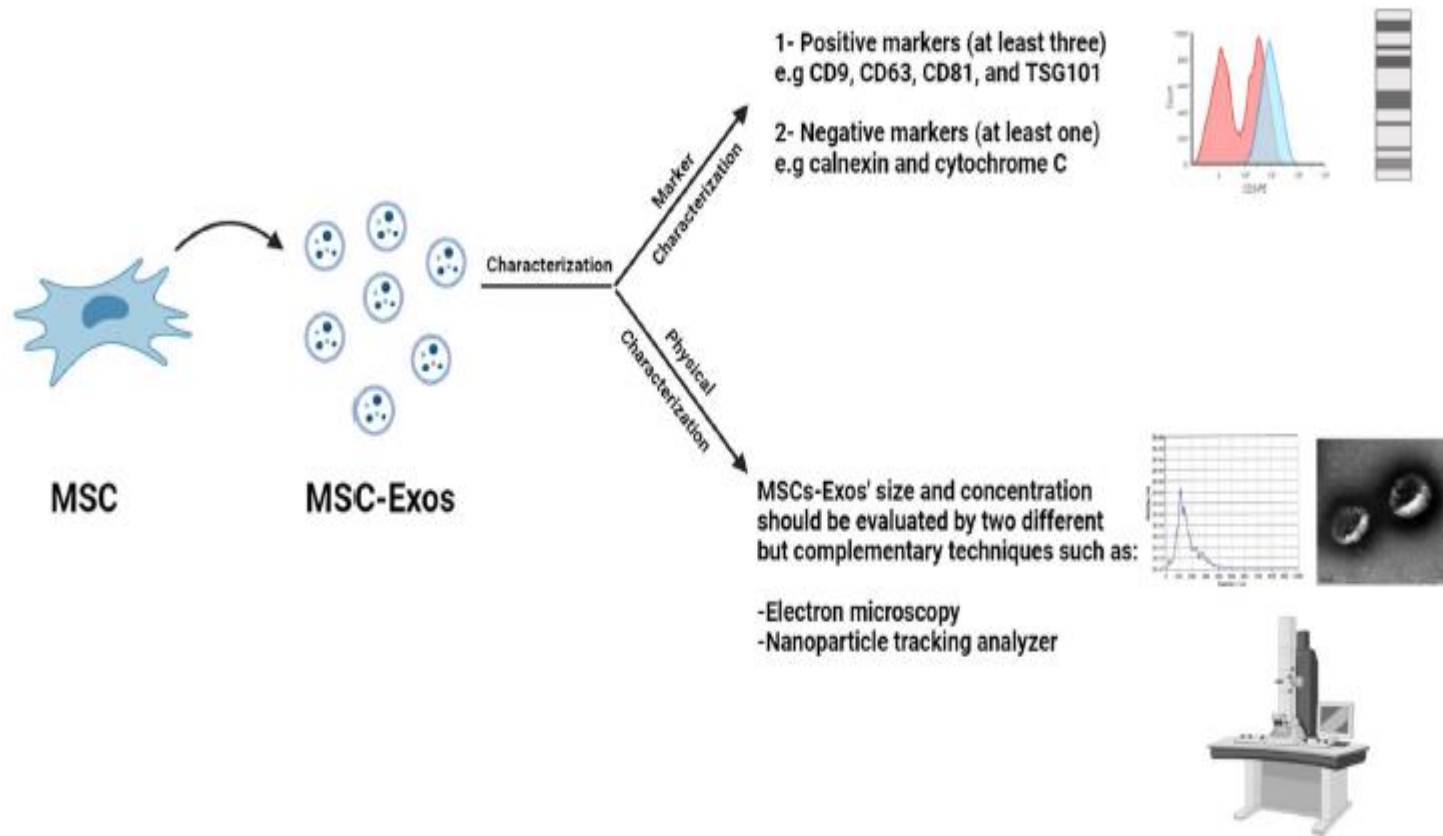 1- Positive markers (at least three)
e.g CD9, CD63, CD81, and TSG101
2- Negative markers (at least one)
e.g calnexin and cytochrome C
Marker
Characterization
Characterization
Physical
Characterization
MSC
MSC-Exos
MSCs-Exos' size and concentration
should be evaluated by two different
but complementary techniques such as:
-Electron microscopy
-Nanoparticle tracking analyzer